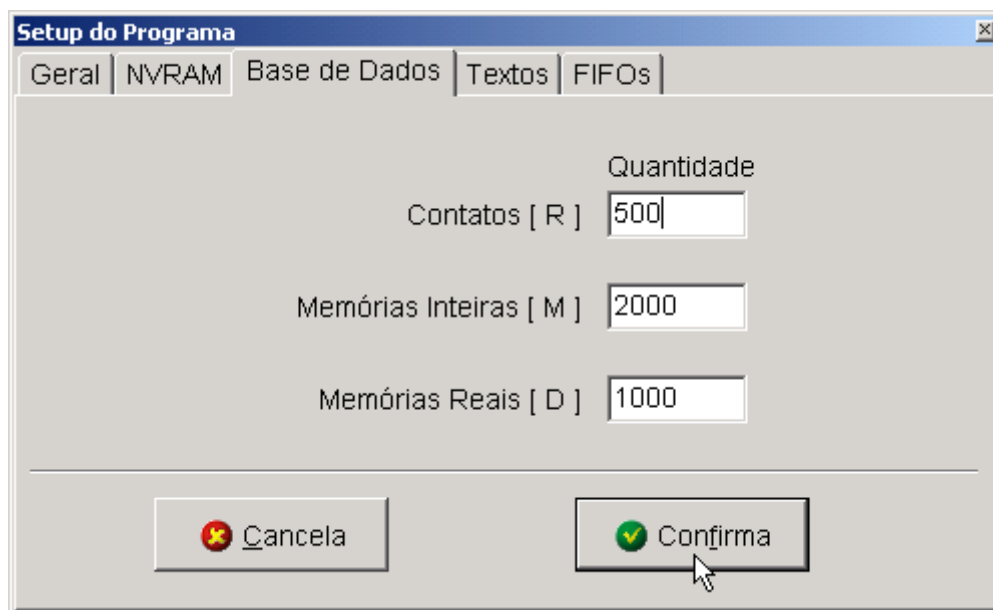 Setup do Programa
Geral NVRAM Base de Dados Textos FIFOs
Quantidade
Contatos [ R ] 500
Memórias Inteiras [ M ] 2000
Memórias Reais [ D ] 1000
Cancela Confirma